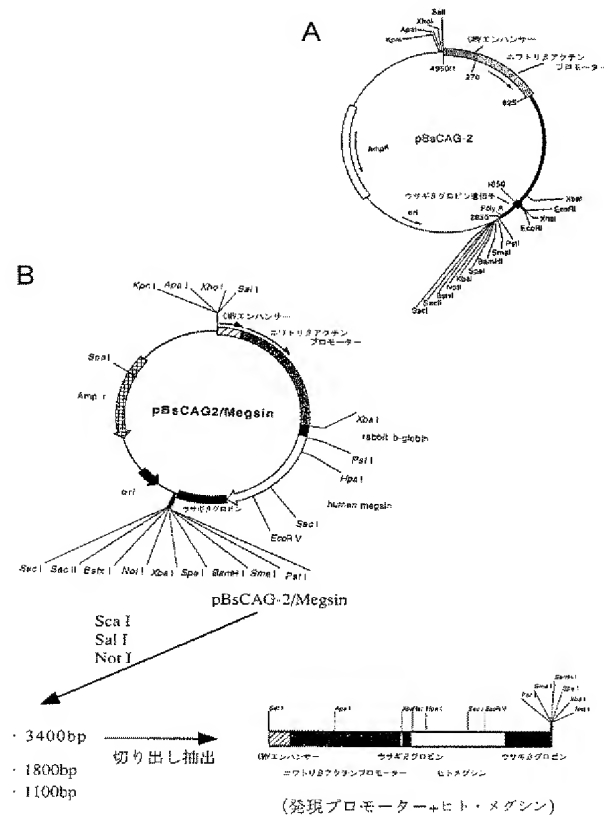 A
SalI
XhoI
ApaI
KpnI
CMVエンハンサー
ニワトリβアクチン
プロモーター
270
825
pBsCAG-2
AmpR
ori
ウサギβグロビン遺伝子
Poly A
XbaI
EcoRI
XhoI
EcoRI
PstI
SmaI
BamHI
SpeI
XbaI
NotI
SacII
SacI
B
KpnI
ApaI
XhoI
SalI
CMVエンハンサー
ニワトリβアクチン
プロモーター
ScaI
Amp r
pBsCAG2/Megsin
XbaI
rabbit b-globin
PstI
HpaI
human megsin
SacI
EcoRV
ウサギβグロビン
ori
SacI
SacII
BstxI
NotI
XbaI
SpeI
BamHI
SmaI
PstI
pBsCAG-2/Megsin
Sca I
Sal I
Not I
・3400bp
・1800bp
・1100bp
切り出し抽出
SalI
ApaI
HpaI
SacI
EcoRV
PstI
SmaI
BamHI
SpeI
XbaI
NotI
CMVエンハンサー
ニワトリβアクチンプロモーター
ウサギβグロビン
ヒトメグシン
ウサギβグロビン
(発現プロモーター+ヒト・メグシン)